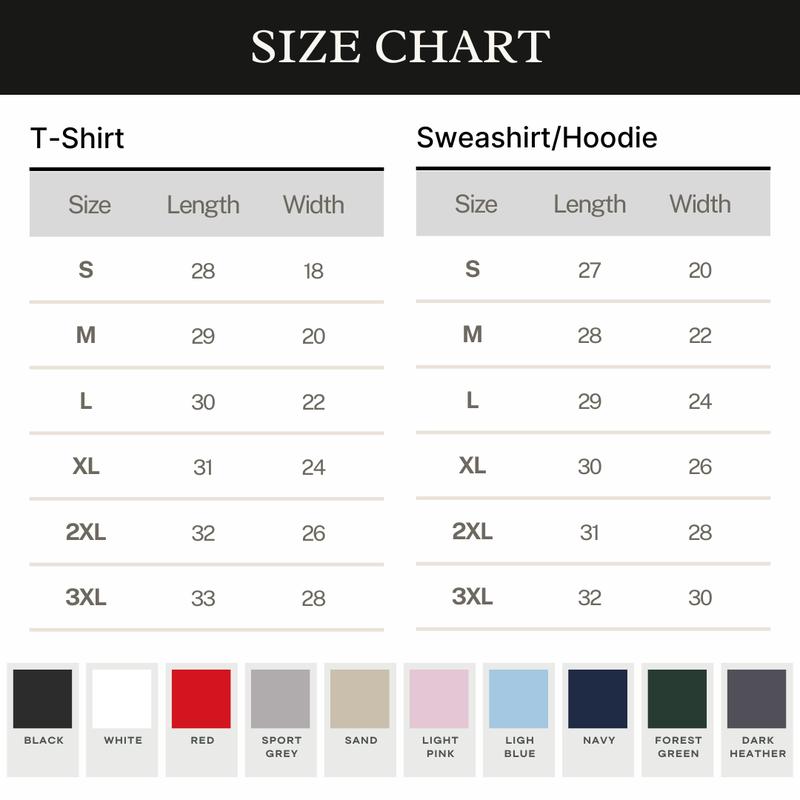 SIZE CHART
T-Shirt
Size Length Width
S 28 18
M 29 20
L 30 22
XL 31 24
2XL 32 26
3XL 33 28
Sweashirt/Hoodie
Size Length Width
S 27 20
M 28 22
L 29 24
XL 30 26
2XL 31 28
3XL 32 30
BLACK
WHITE
RED
SPORT
GREY
SAND
LIGHT
PINK
LIGH
BLUE
NAVY
FOREST
GREEN
DARK
HEATHER